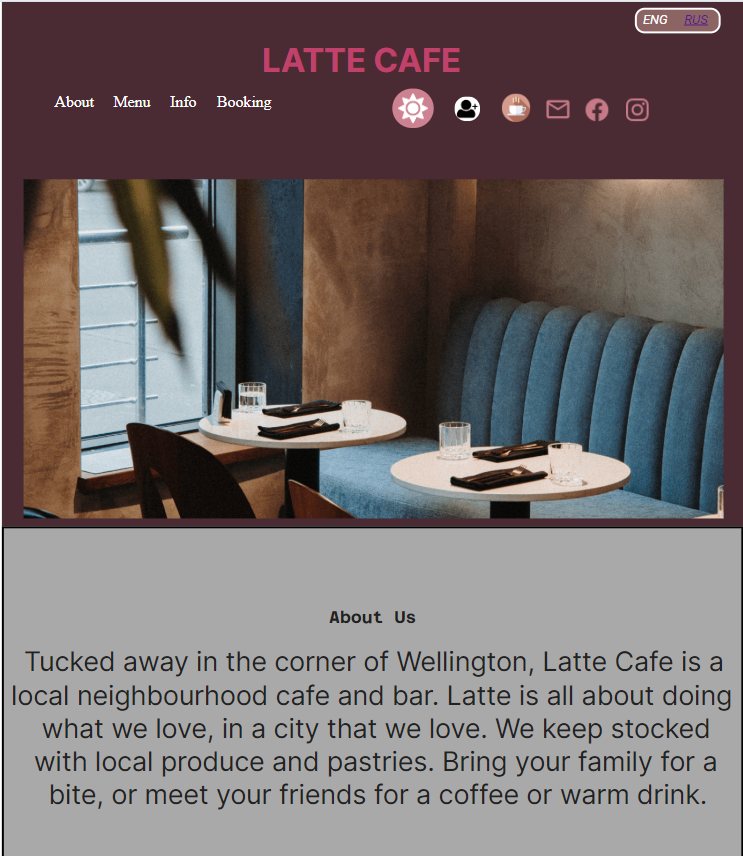 ENG RUS
LATTE CAFE
About Menu Info Booking
About Us
Tucked away in the corner of Wellington, Latte Cafe is a
local neighbourhood cafe and bar. Latte is all about doing
what we love, in a city that we love. We keep stocked
with local produce and pastries. Bring your family for a
bite, or meet your friends for a coffee or warm drink.